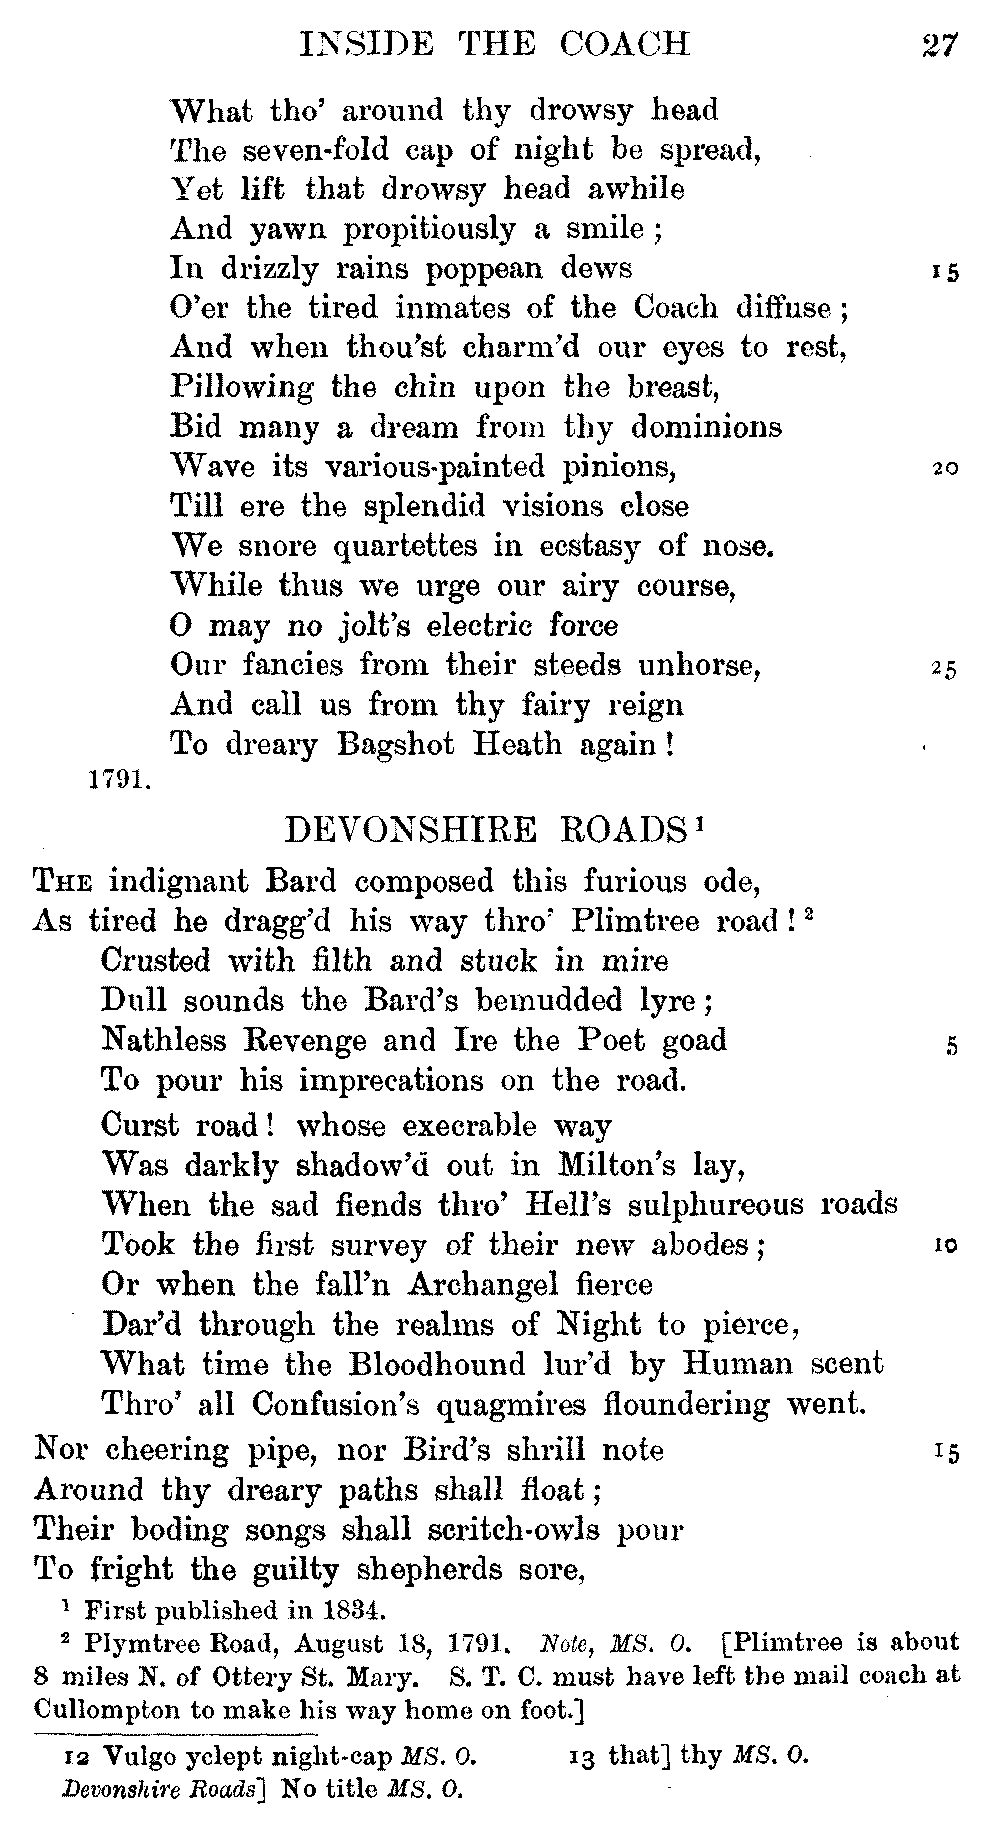 INSIDE THE COACH 27
What tho' around thy drowsy head
The seven-fold cap of night be spread,
Yet lift that drowsy head awhile
And yawn propitiously a smile ;
In drizzly rains poppean dews 15
O'er the tired inmates of the Coach diffuse ;
And when thou'st charm'd our eyes to rest,
Pillowing the chin upon the breast,
Bid many a dream from thy dominions
Wave its various-painted pinions, 20
Till ere the splendid visions close
We snore quartettes in ecstasy of nose.
While thus we urge our airy course,
O may no jolt's electric force
Our fancies from their steeds unhorse, 25
And call us from thy fairy reign
To dreary Bagshot Heath again !
1791.
DEVONSHIRE ROADS ¹
THE indignant Bard composed this furious ode,
As tired he dragg'd his way thro' Plimtree road ! ²
Crusted with filth and stuck in mire
Dull sounds the Bard's bemudded lyre ;
Nathless Revenge and Ire the Poet goad 5
To pour his imprecations on the road.
Curst road ! whose execrable way
Was darkly shadow'd out in Milton's lay,
When the sad fiends thro' Hell's sulphureous roads
Took the first survey of their new abodes ; 10
Or when the fall'n Archangel fierce
Dar'd through the realms of Night to pierce,
What time the Bloodhound lur'd by Human scent
Thro' all Confusion's quagmires floundering went.
Nor cheering pipe, nor Bird's shrill note 15
Around thy dreary paths shall float ;
Their boding songs shall scritch-owls pour
To fright the guilty shepherds sore,
¹ First published in 1834.
² Plymtree Road, August 18, 1791. Note, MS. O. [Plimtree is about
8 miles N. of Ottery St. Mary. S. T. C. must have left the mail coach at
Cullompton to make his way home on foot.]
12 Vulgo yclept night-cap MS. O. 13 that] thy MS. O.
Devonshire Roads] No title MS. O.